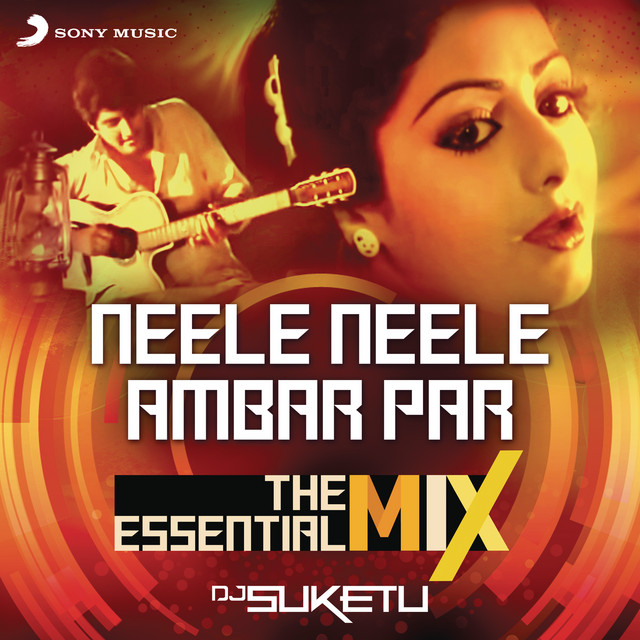 SONY MUSIC
NEELE NEELE
AMBAR PAR
THE
ESSENTIAL MIX
DJ SUKETU